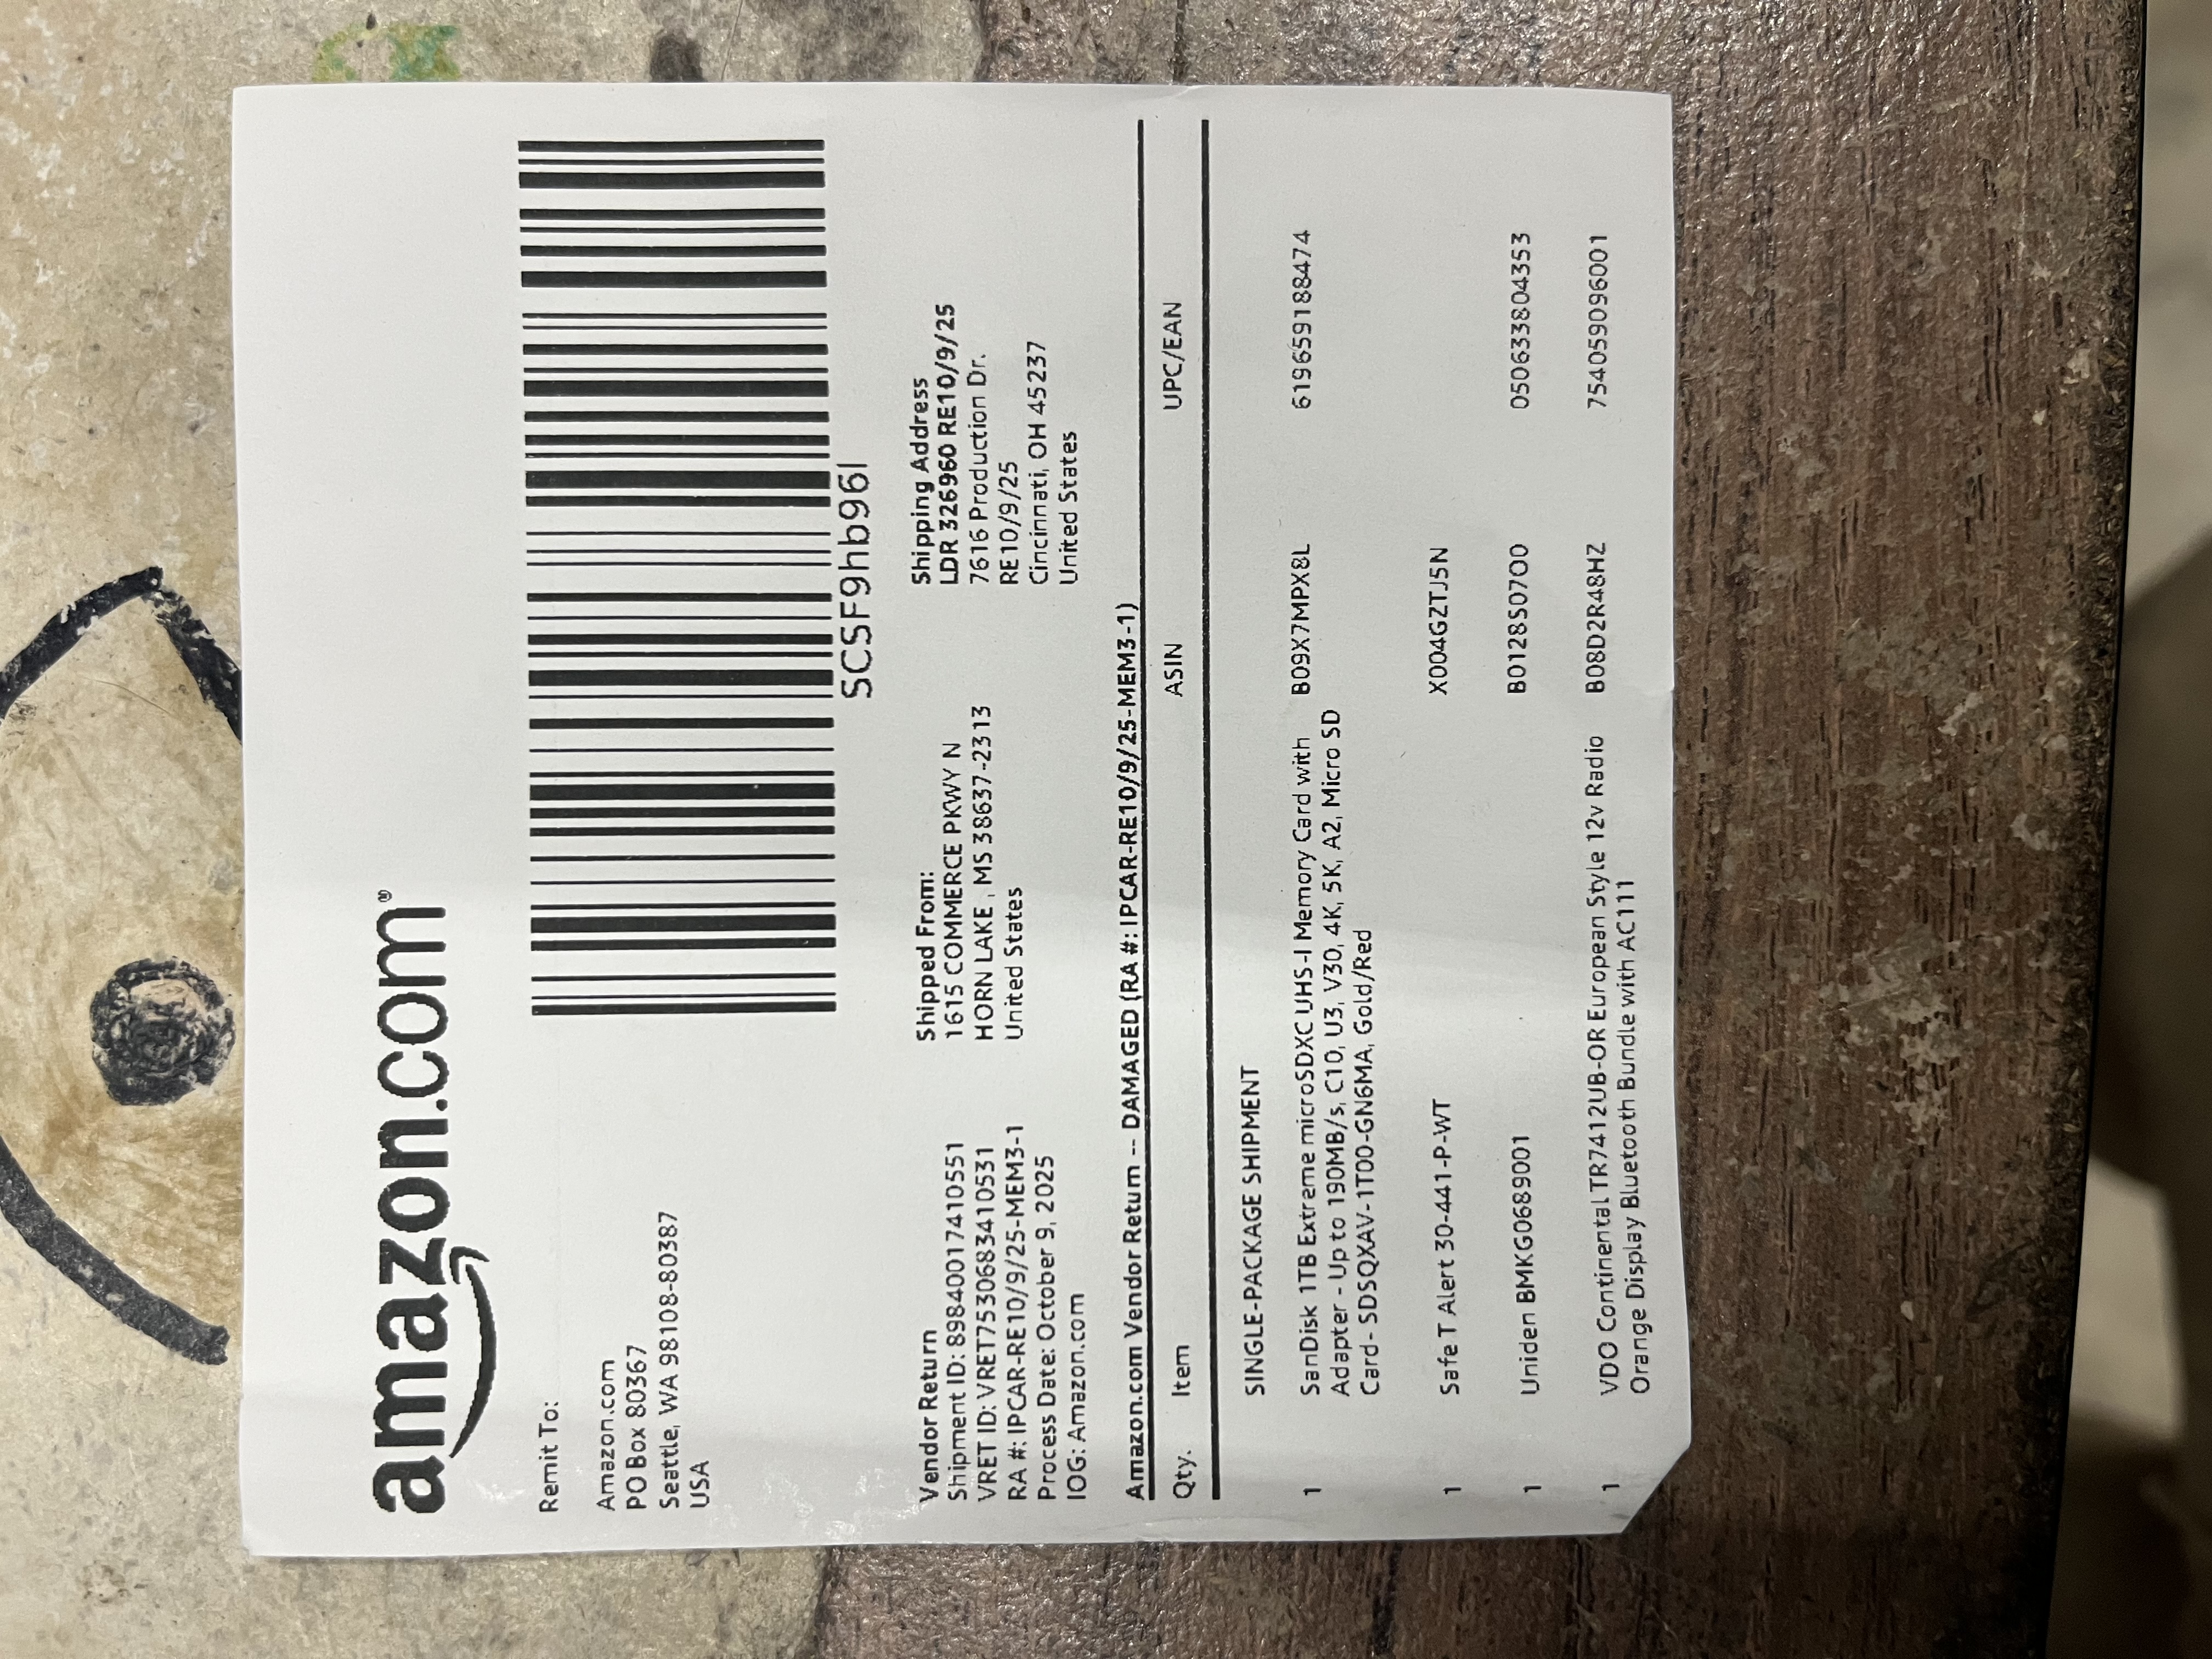 amazon.com®
Remit To:
Amazon.com
PO Box 80367
Seattle, WA 98108-80387
USA
SCSF9hb96l
Vendor Return
Shipment ID: 898400174105​51
VRET ID: VRET753068341​0531
RA #: IPCAR-RE10/9/25-MEM3-1
Process Date: October 9, 2025
IOG: Amazon.com
Shipped From:
1615 COMMERCE PKWY N
HORN LAKE , MS 38637-2313
United States
Shipping Address
LDR 326960 RE10/9/25
7616 Production Dr.
RE10/9/25
Cincinnati, OH 45237
United States
Amazon.com Vendor Return -- DAMAGED (RA #: IPCAR-RE10/9/25-MEM3-1)
Qty. Item ASIN UPC/EAN
SINGLE-PACKAGE SHIPMENT
1 SanDisk 1TB Extreme microSDXC UHS-I Memory Card with B09X7MPX8L 619659188474
Adapter - Up to 190MB/s, C10, U3, V30, 4K, 5K, A2, Micro SD
Card- SDSQXAV-1T00-GN6MA, Gold/Red
1 Safe T Alert 30-441-P-WT X004GZTJ5N
1 Uniden BMKG0689001 B0128S07O0 050633804353
1 VDO Continental TR7412UB-OR European Style 12v Radio B08D2R48HZ 754059096001
Orange Display Bluetooth Bundle with AC111